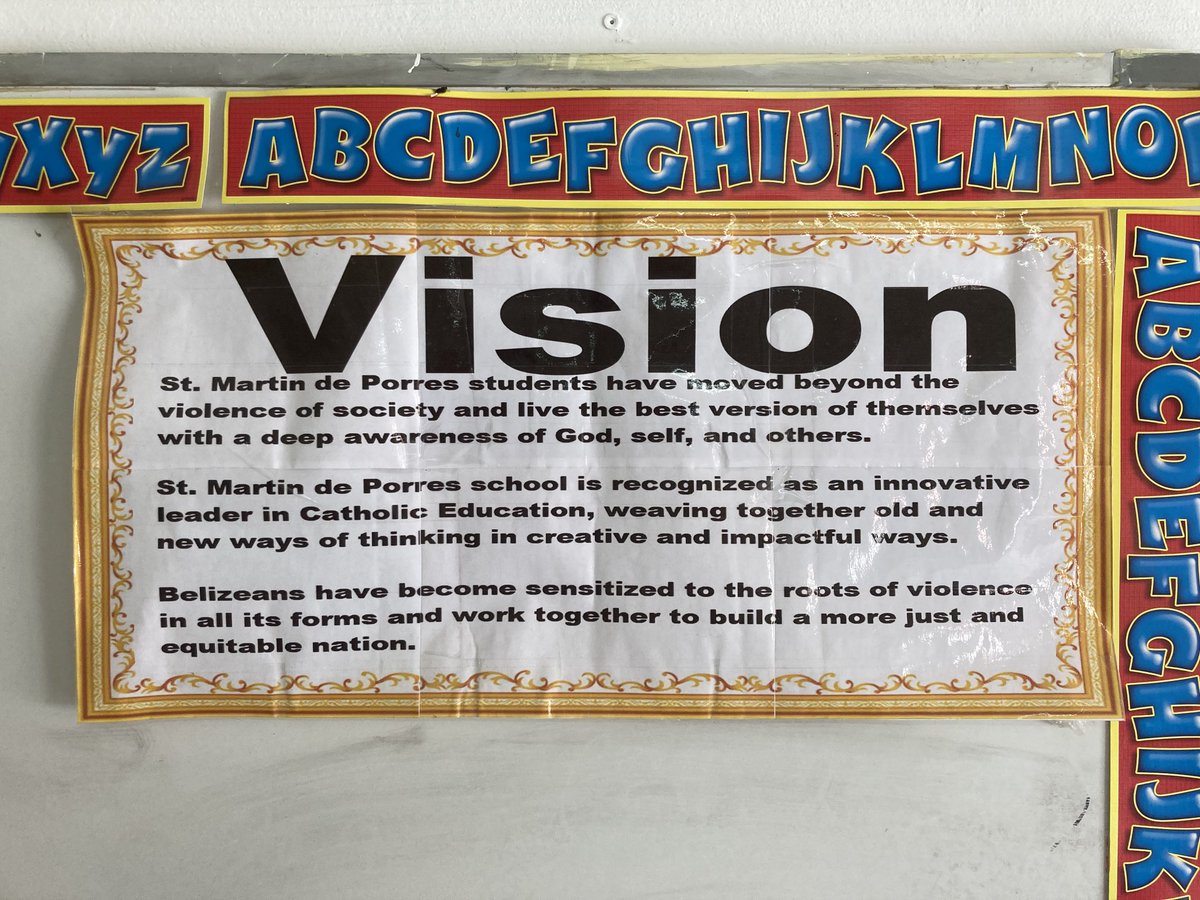 XYZ
ABCDEFGHIJKLMNO
Vision
St. Martin de Porres students have moved beyond the
violence of society and live the best version of themselves
with a deep awareness of God, self, and others.
St. Martin de Porres school is recognized as an innovative
leader in Catholic Education, weaving together old and
new ways of thinking in creative and impactful ways.
Belizeans have become sensitized to the roots of violence
in all its forms and work together to build a more just and
equitable nation.
ABCDEFGHIJK